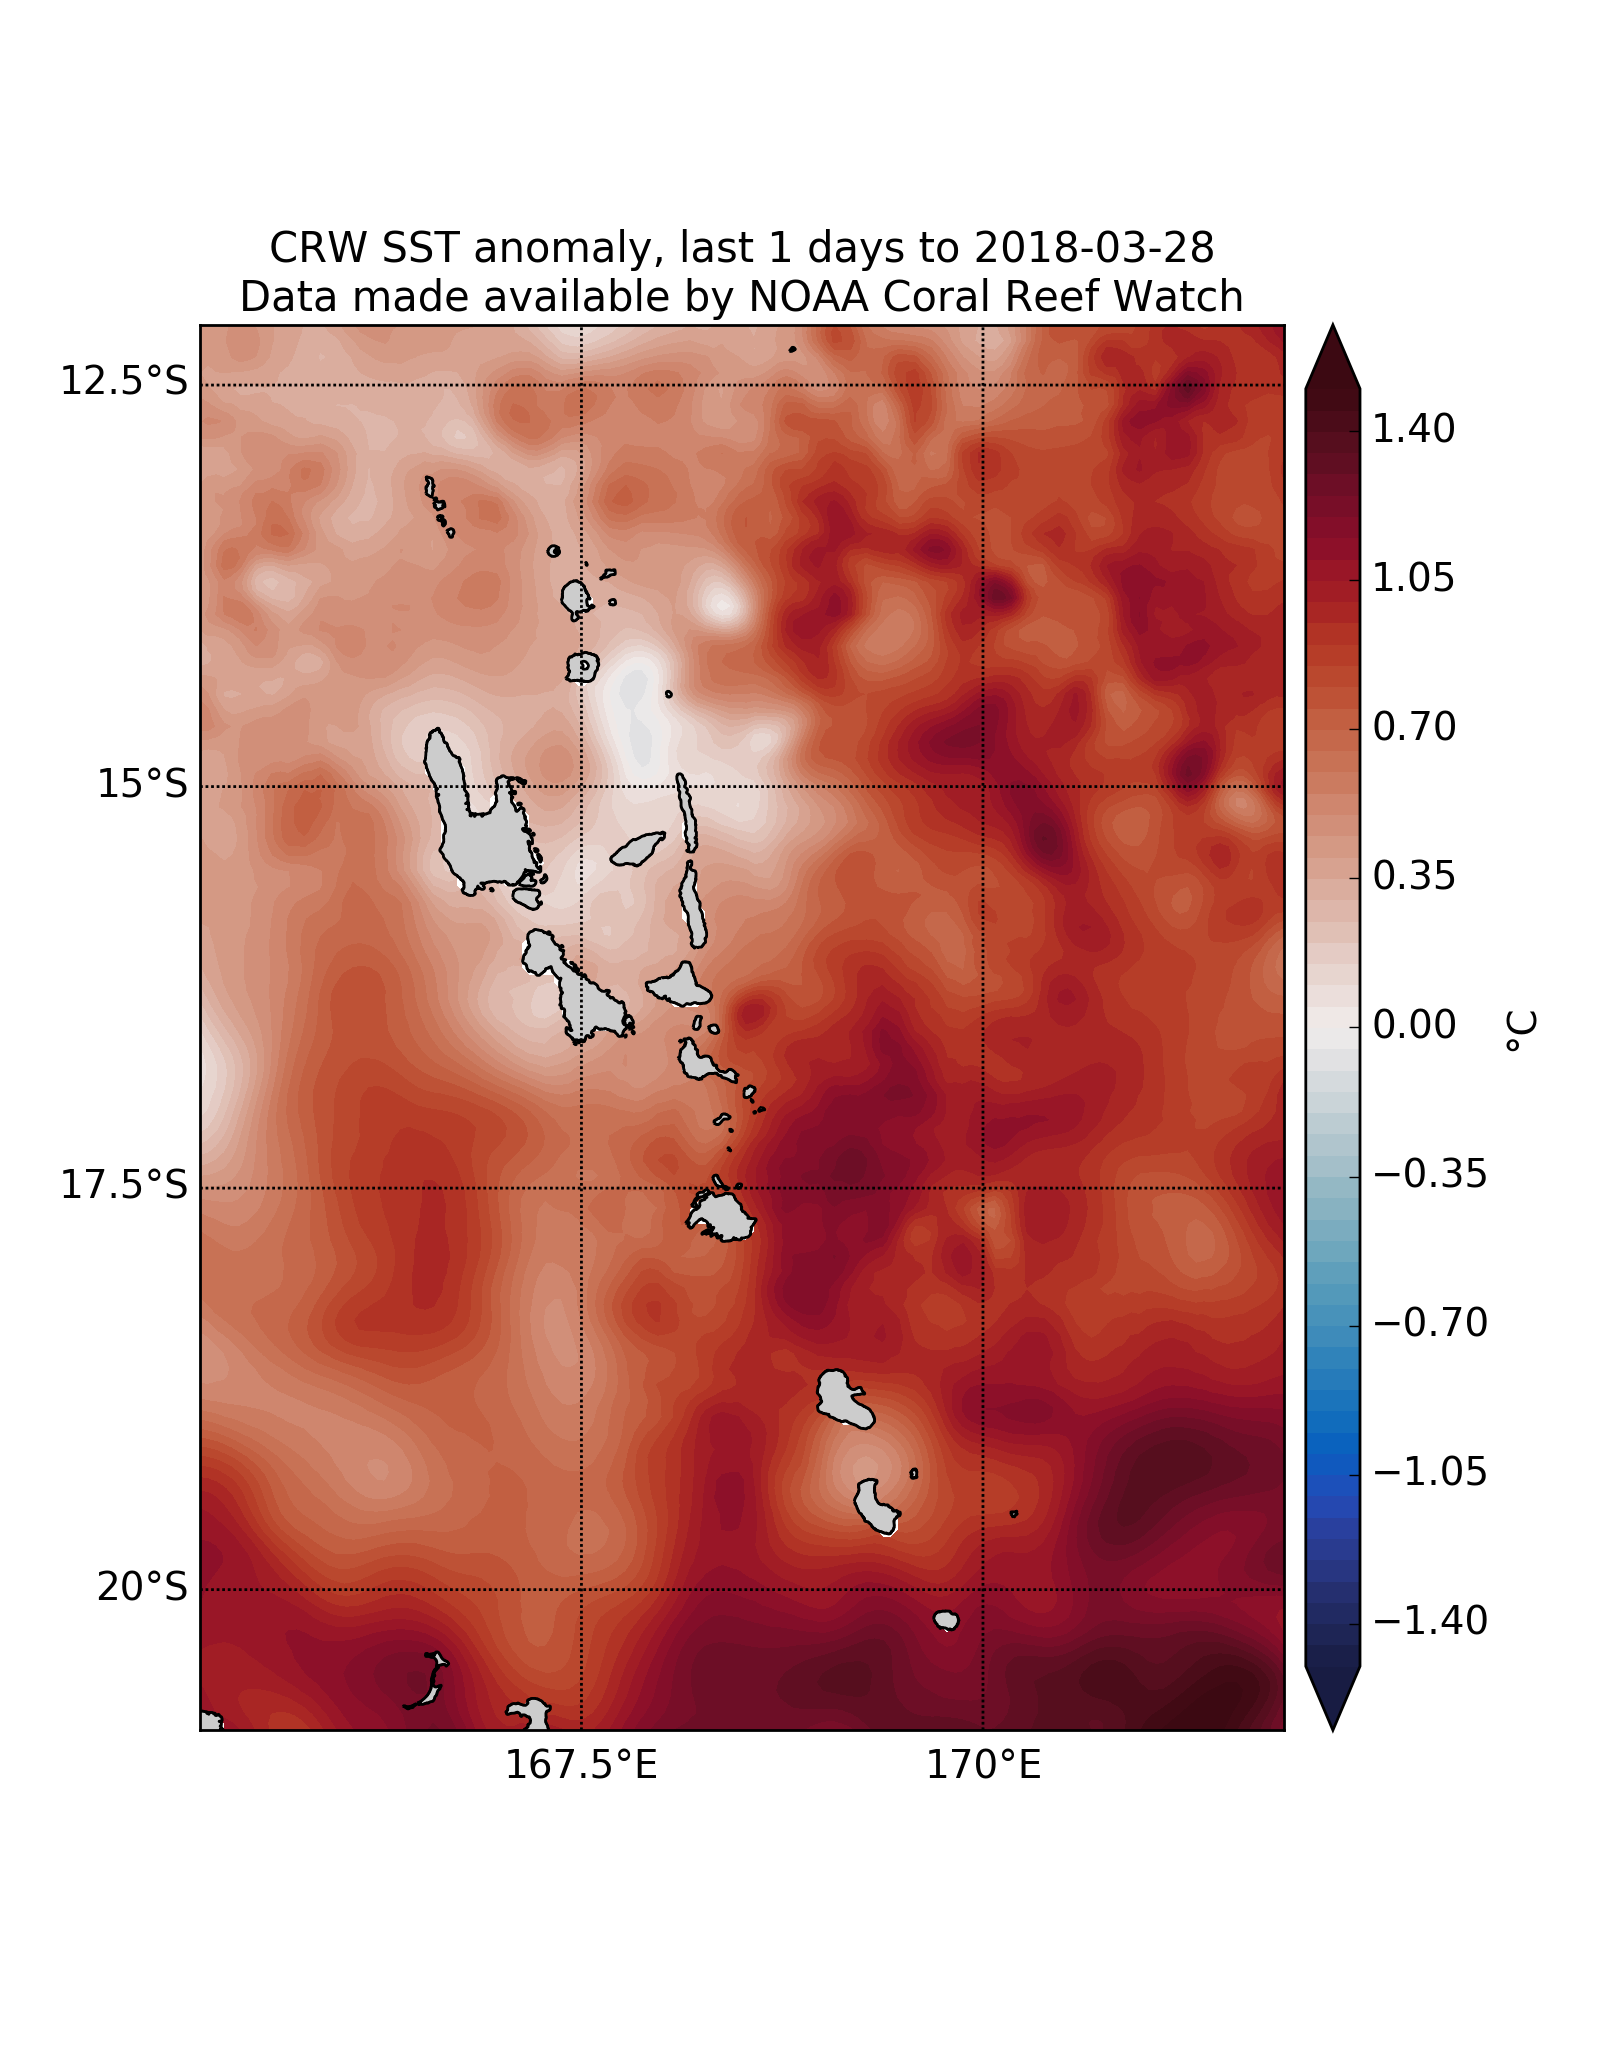 CRW SST anomaly, last 1 days to 2018-03-28
Data made available by NOAA Coral Reef Watch
12.5°S
15°S
17.5°S
20°S
167.5°E
170°E
1.40
1.05
0.70
0.35
0.00
−0.35
−0.70
−1.05
−1.40
°C